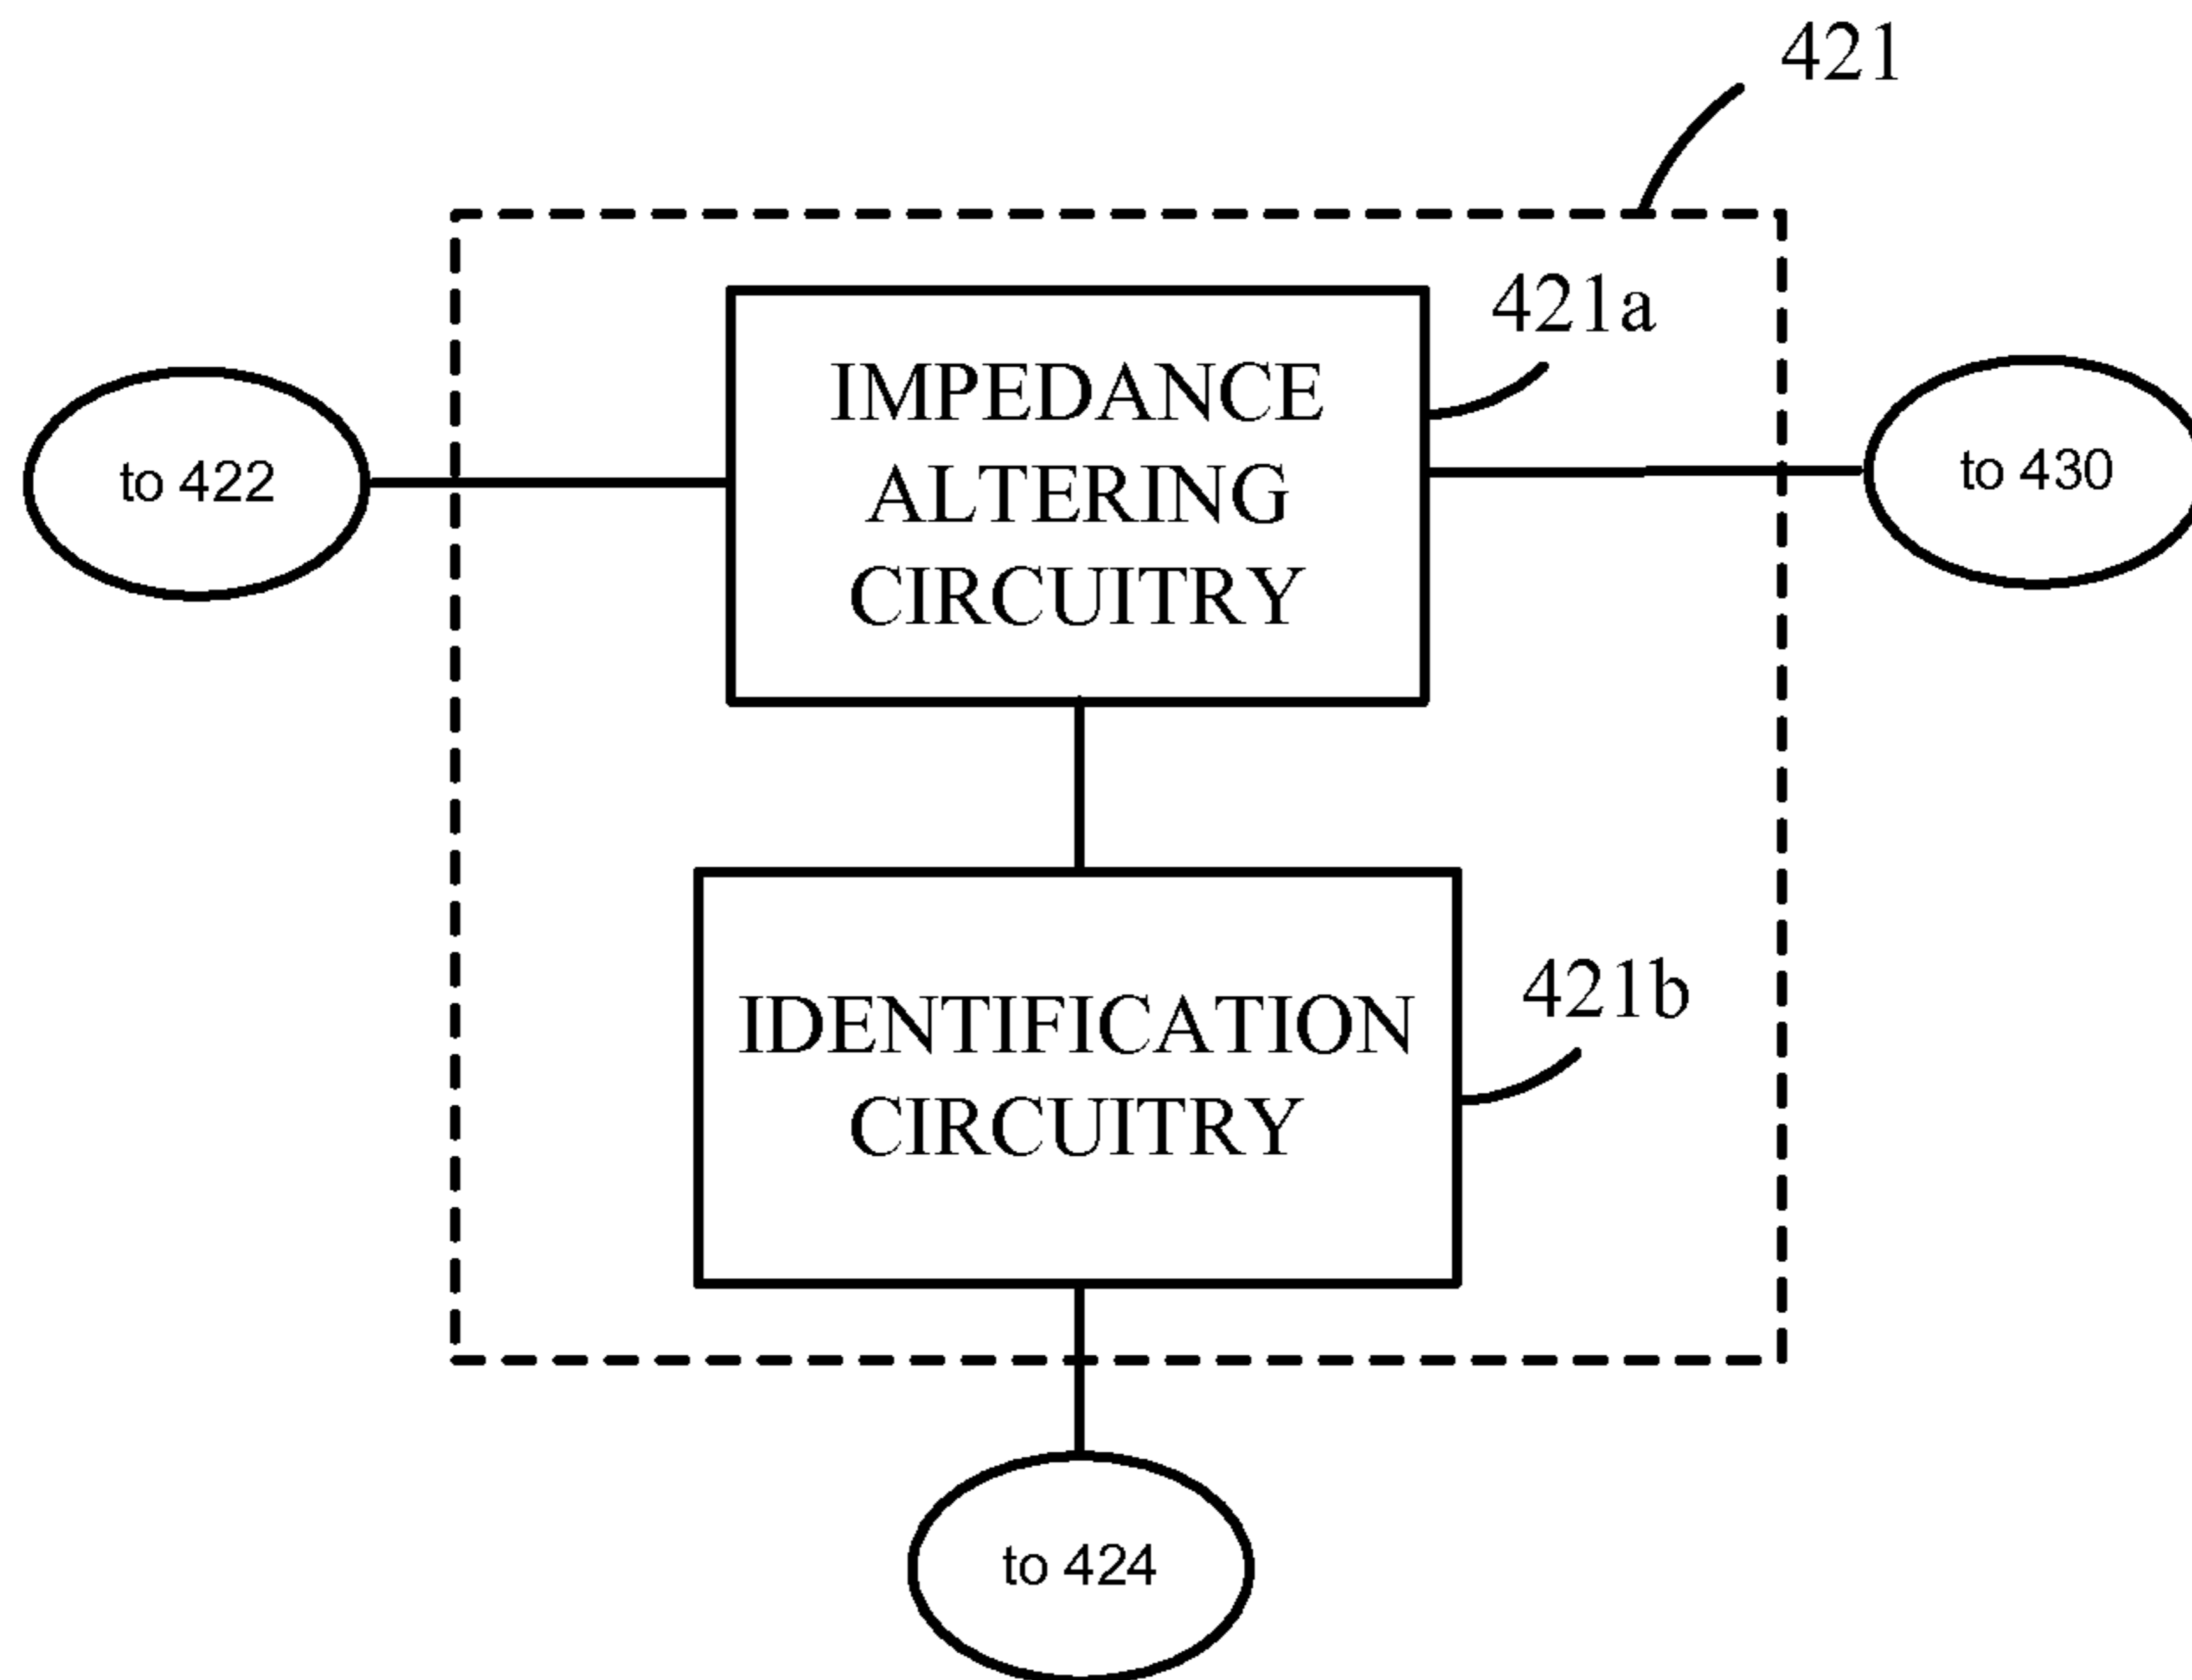 421
421a
IMPEDANCE
ALTERING
CIRCUITRY
to 422
to 430
421b
IDENTIFICATION
CIRCUITRY
to 424